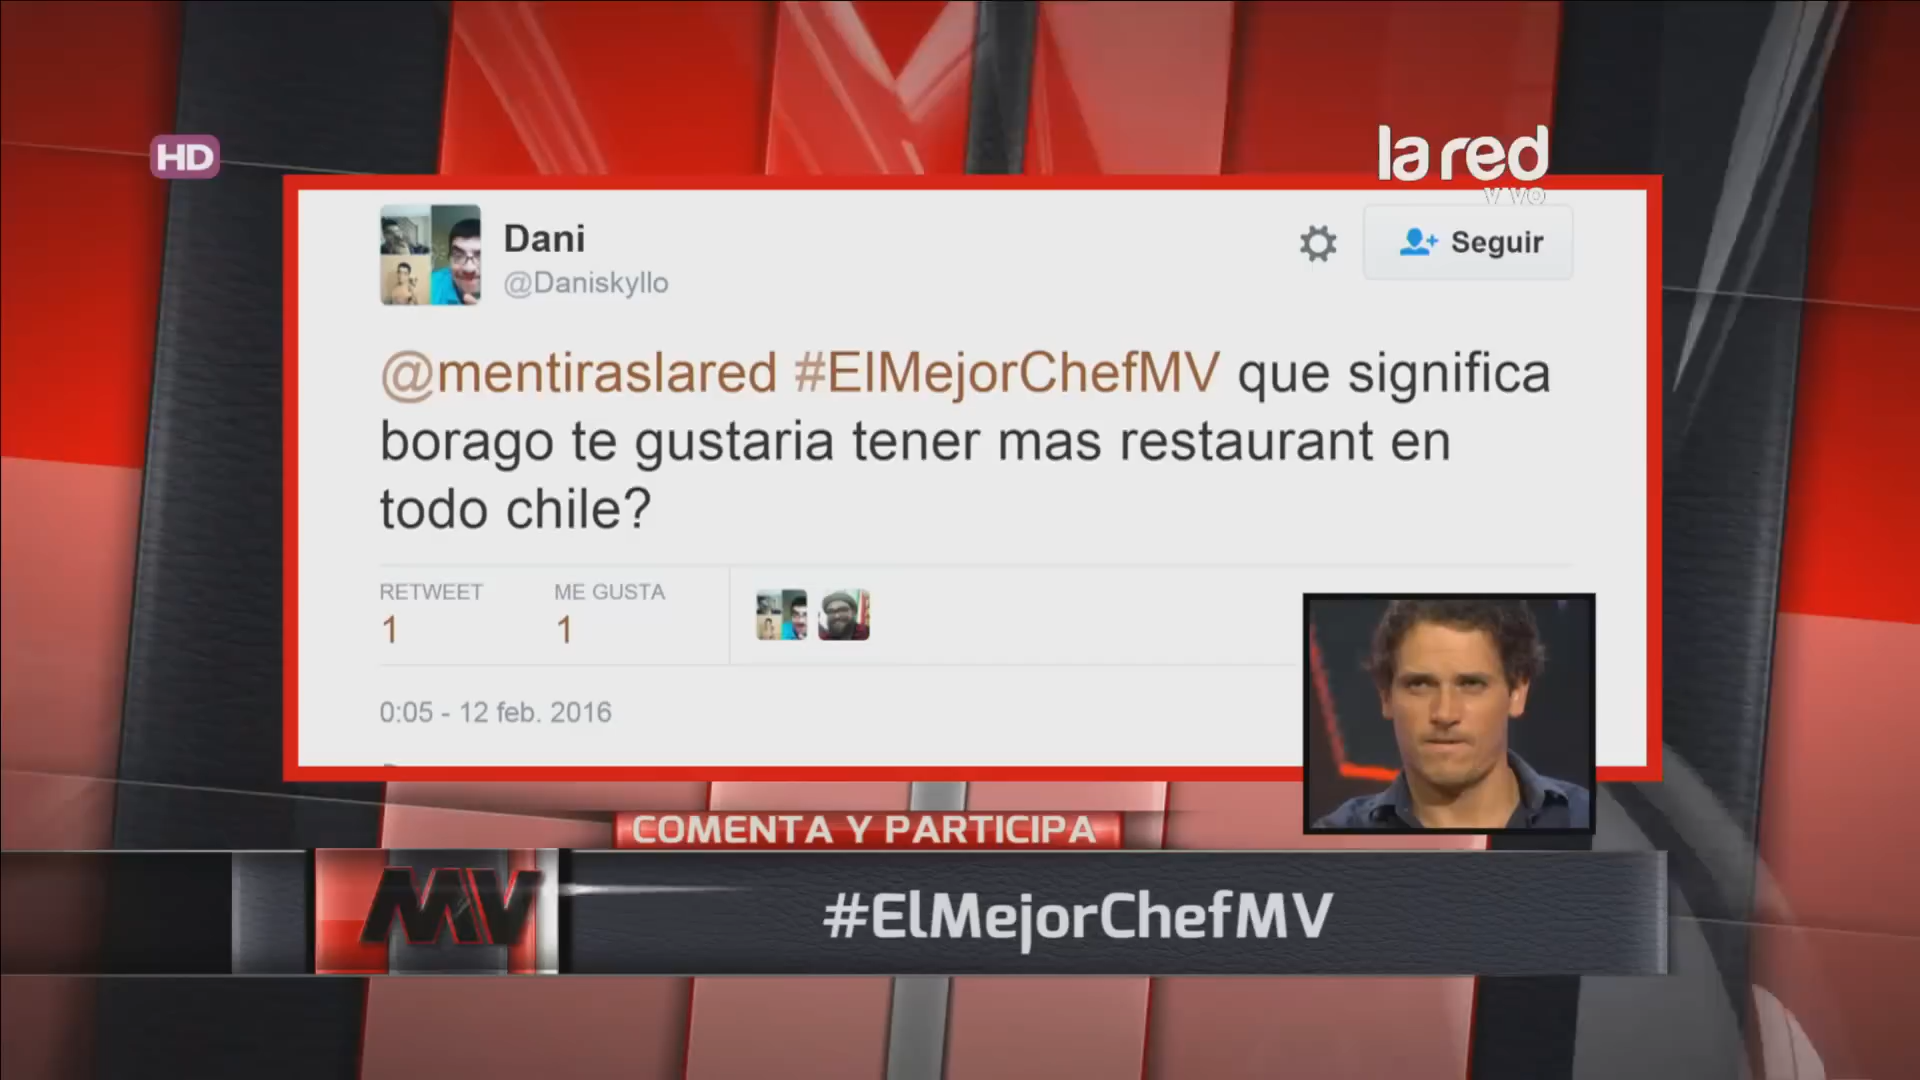 HD
la red
VIVO
Dani
@Daniskyllo
Seguir
@mentiraslared #ElMejorChefMV que significa
borago te gustaria tener mas restaurant en
todo chile?
RETWEET ME GUSTA
1 1
0:05 - 12 feb. 2016
COMENTA Y PARTICIPA
MV
#ElMejorChefMV